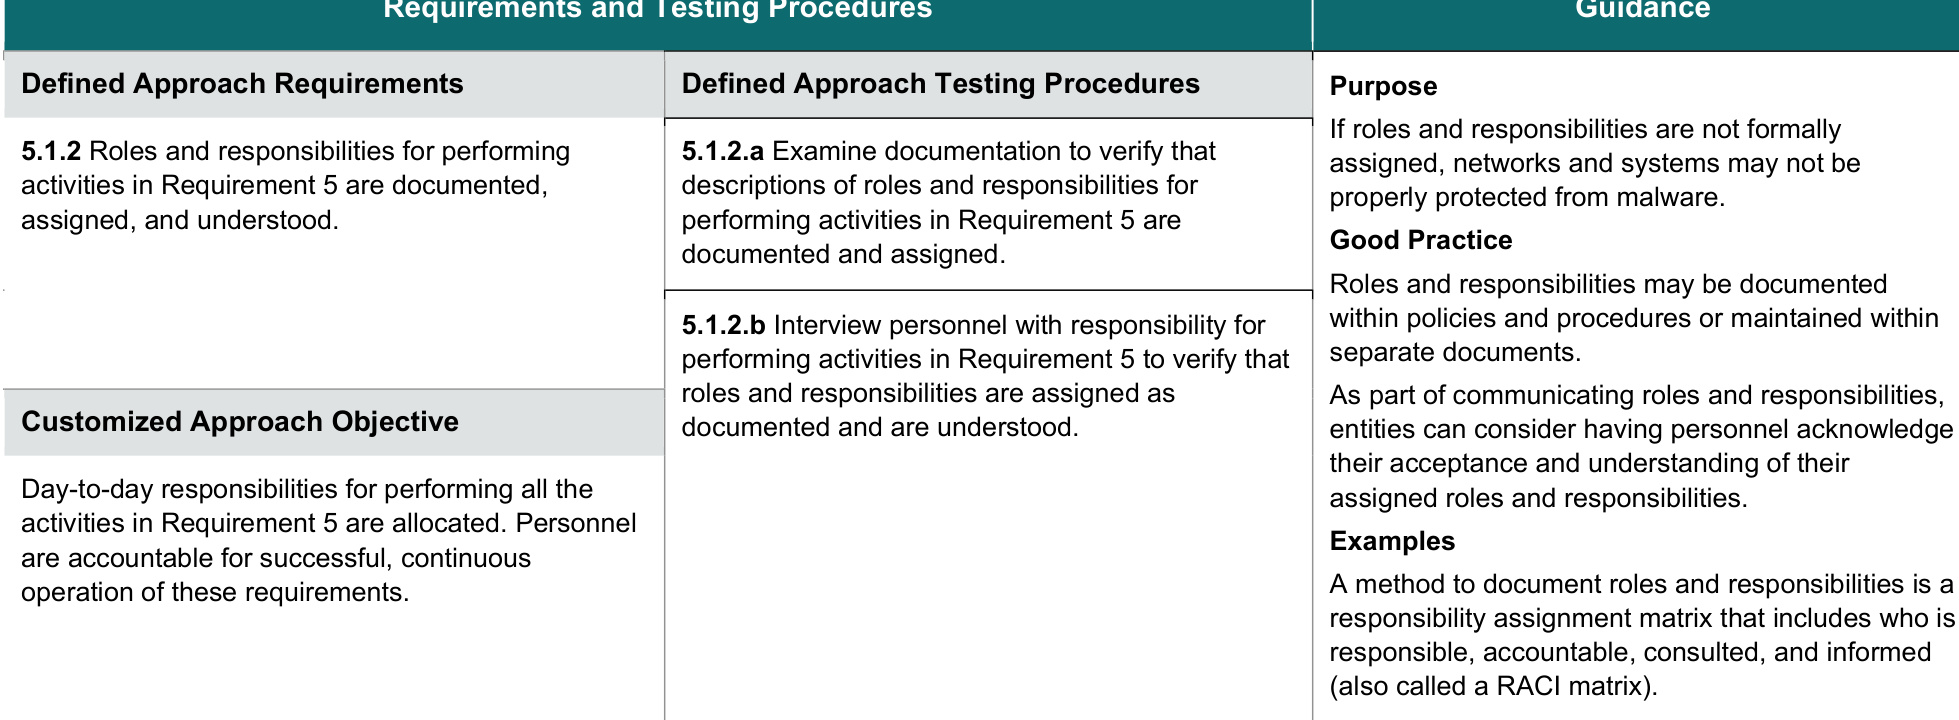 Requirements and Testing Procedures
Guidance
Defined Approach Requirements
5.1.2 Roles and responsibilities for performing
activities in Requirement 5 are documented,
assigned, and understood.
Customized Approach Objective
Day-to-day responsibilities for performing all the
activities in Requirement 5 are allocated. Personnel
are accountable for successful, continuous
operation of these requirements.
Defined Approach Testing Procedures
5.1.2.a Examine documentation to verify that
descriptions of roles and responsibilities for
performing activities in Requirement 5 are
documented and assigned.
5.1.2.b Interview personnel with responsibility for
performing activities in Requirement 5 to verify that
roles and responsibilities are assigned as
documented and are understood.
Purpose
If roles and responsibilities are not formally
assigned, networks and systems may not be
properly protected from malware.
Good Practice
Roles and responsibilities may be documented
within policies and procedures or maintained within
separate documents.
As part of communicating roles and responsibilities,
entities can consider having personnel acknowledge
their acceptance and understanding of their
assigned roles and responsibilities.
Examples
A method to document roles and responsibilities is a
responsibility assignment matrix that includes who is
responsible, accountable, consulted, and informed
(also called a RACI matrix).